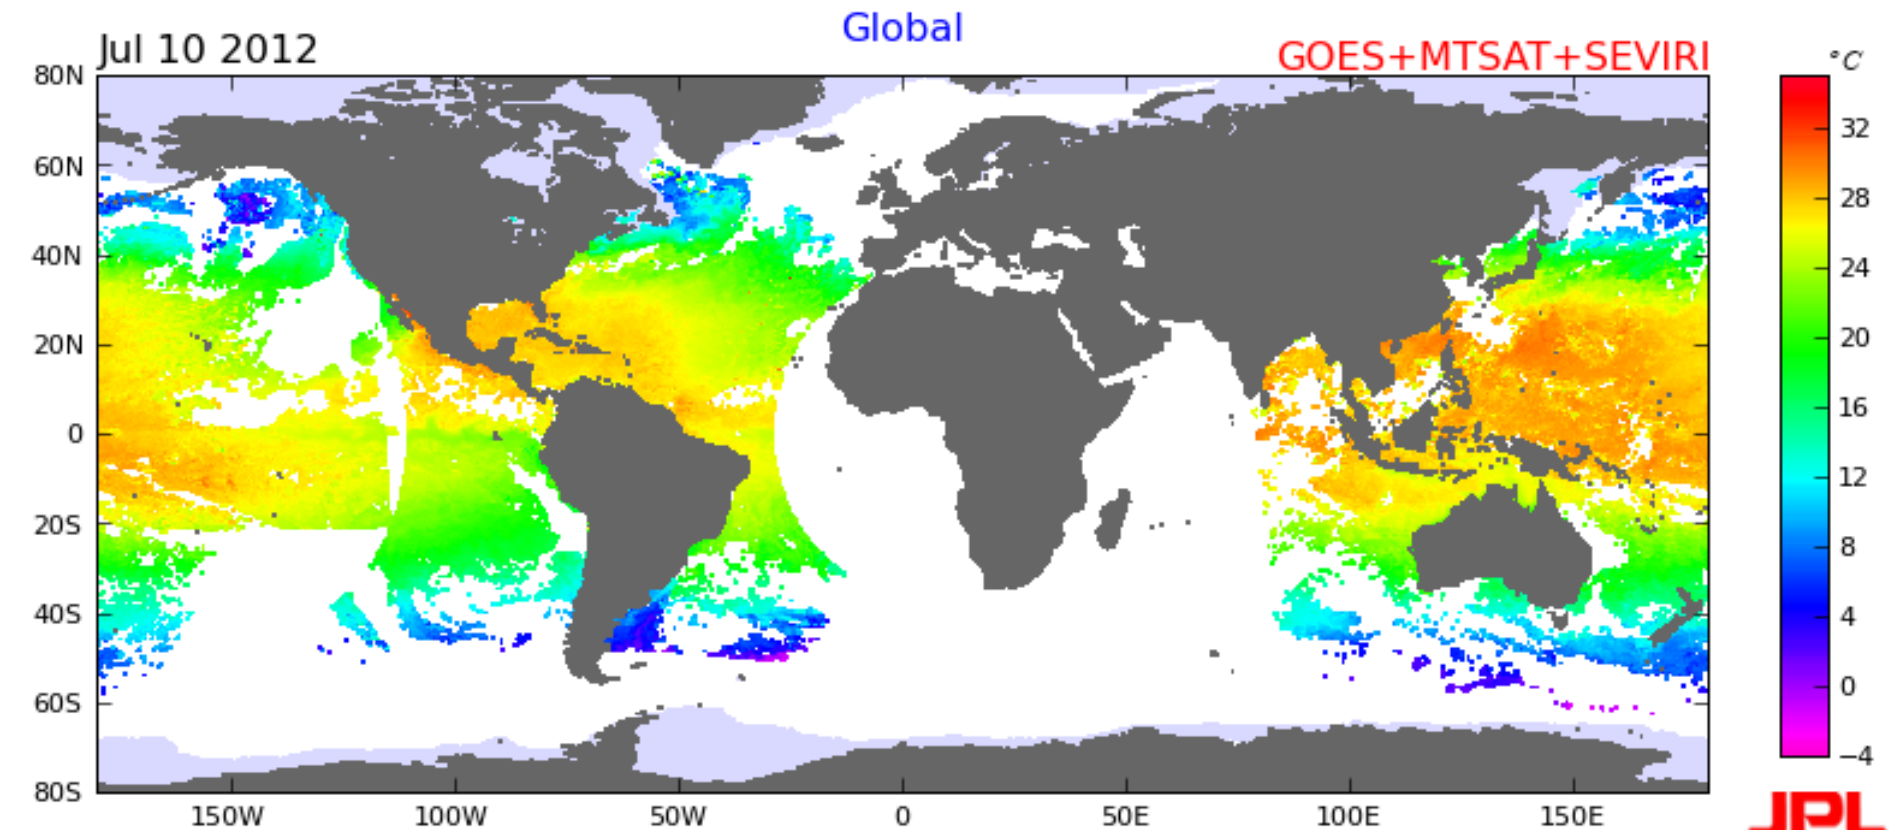 Global
Jul 10 2012
GOES+MTSAT+SEVIRI
°C
80N
60N
40N
20N
0
20S
40S
60S
80S
150W
100W
50W
0
50E
100E
150E
32
28
24
20
16
12
8
4
0
−4
JPL